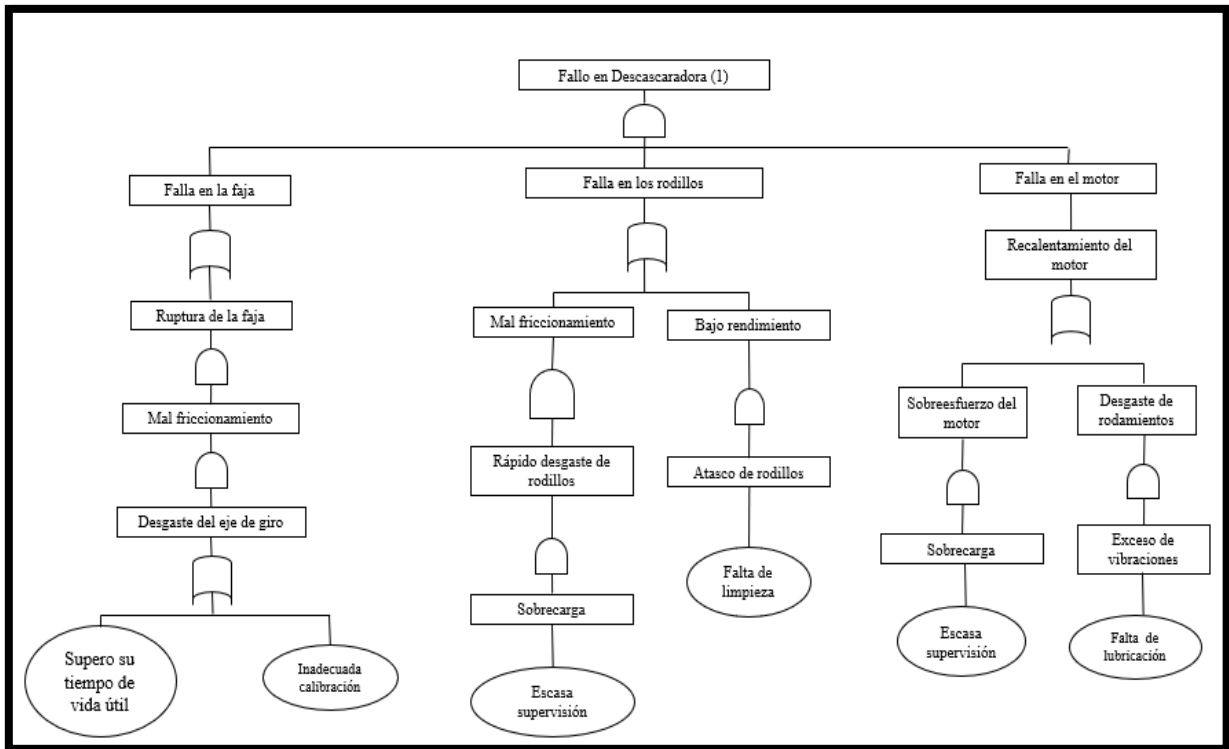 Fallo en Descascaradora (1)
Falla en la faja
Falla en los rodillos
Falla en el motor
Recalentamiento del
motor
Ruptura de la faja
Mal friccionamiento
Bajo rendimiento
Mal friccionamiento
Sobreesfuerzo del
motor
Desgaste de
rodamientos
Rápido desgaste de
rodillos
Atasco de rodillos
Desgaste del eje de giro
Sobrecarga
Exceso de
vibraciones
Falta de
limpieza
Sobrecarga
Supero su
tiempo de
vida útil
Inadecuada
calibración
Escasa
supervisión
Escasa
supervisión
Falta de
lubricación